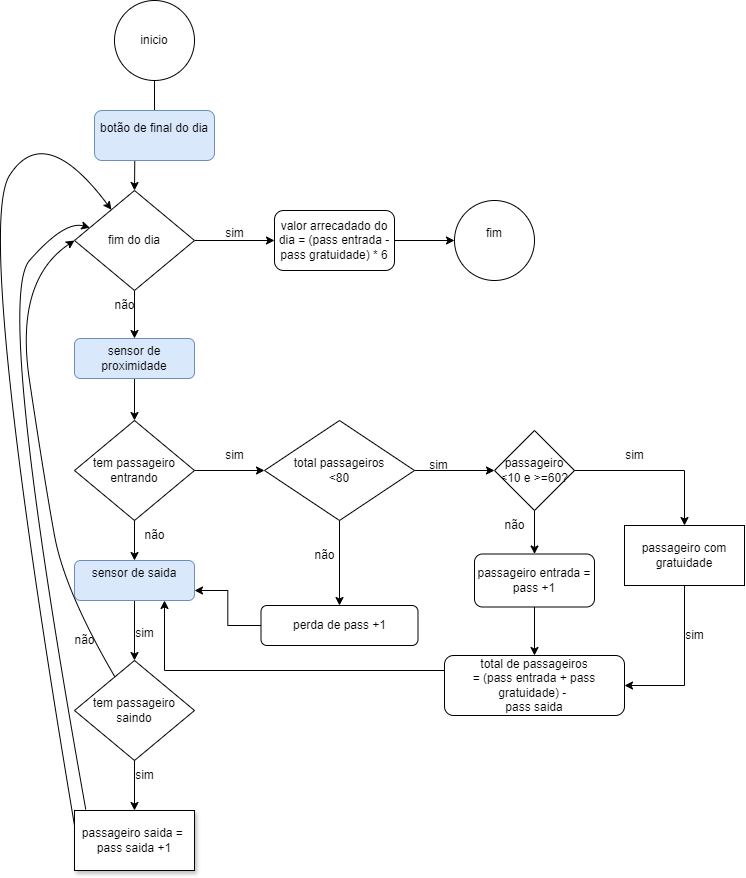 inicio
botão de final do dia
fim do dia
sim
valor arrecadado do
dia = (pass entrada -
pass gratuidade) * 6
fim
não
sensor de
proximidade
tem passageiro
entrando
sim
total passageiros
<80
sim
passageiro
<10 e >=60?
sim
não
não
não
passageiro com
gratuidade
sensor de saida
passageiro entrada =
pass +1
perda de pass +1
sim
não
sim
total de passageiros
= (pass entrada + pass
gratuidade) -
pass saida
tem passageiro
saindo
sim
passageiro saida =
pass saida +1